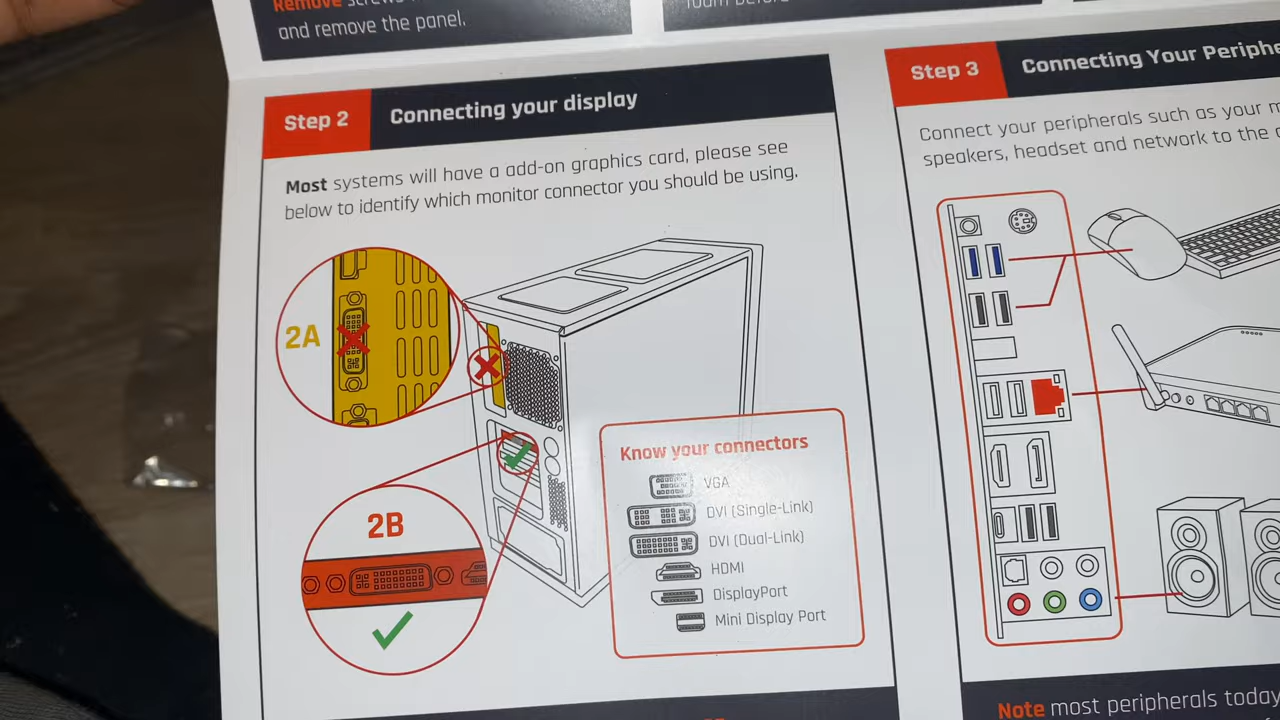 Remove
and remove the panel.
Step 2
Connecting your display
Most systems will have a add-on graphics card, please see
below to identify which monitor connector you should be using.
2A
2B
Know your connectors
VGA
DVI (Single-Link)
DVI (Dual-Link)
HDMI
DisplayPort
Mini Display Port
Step 3
Connecting Your
Connect your peripherals such as your
speakers, headset and network to the
Note most peripherals today